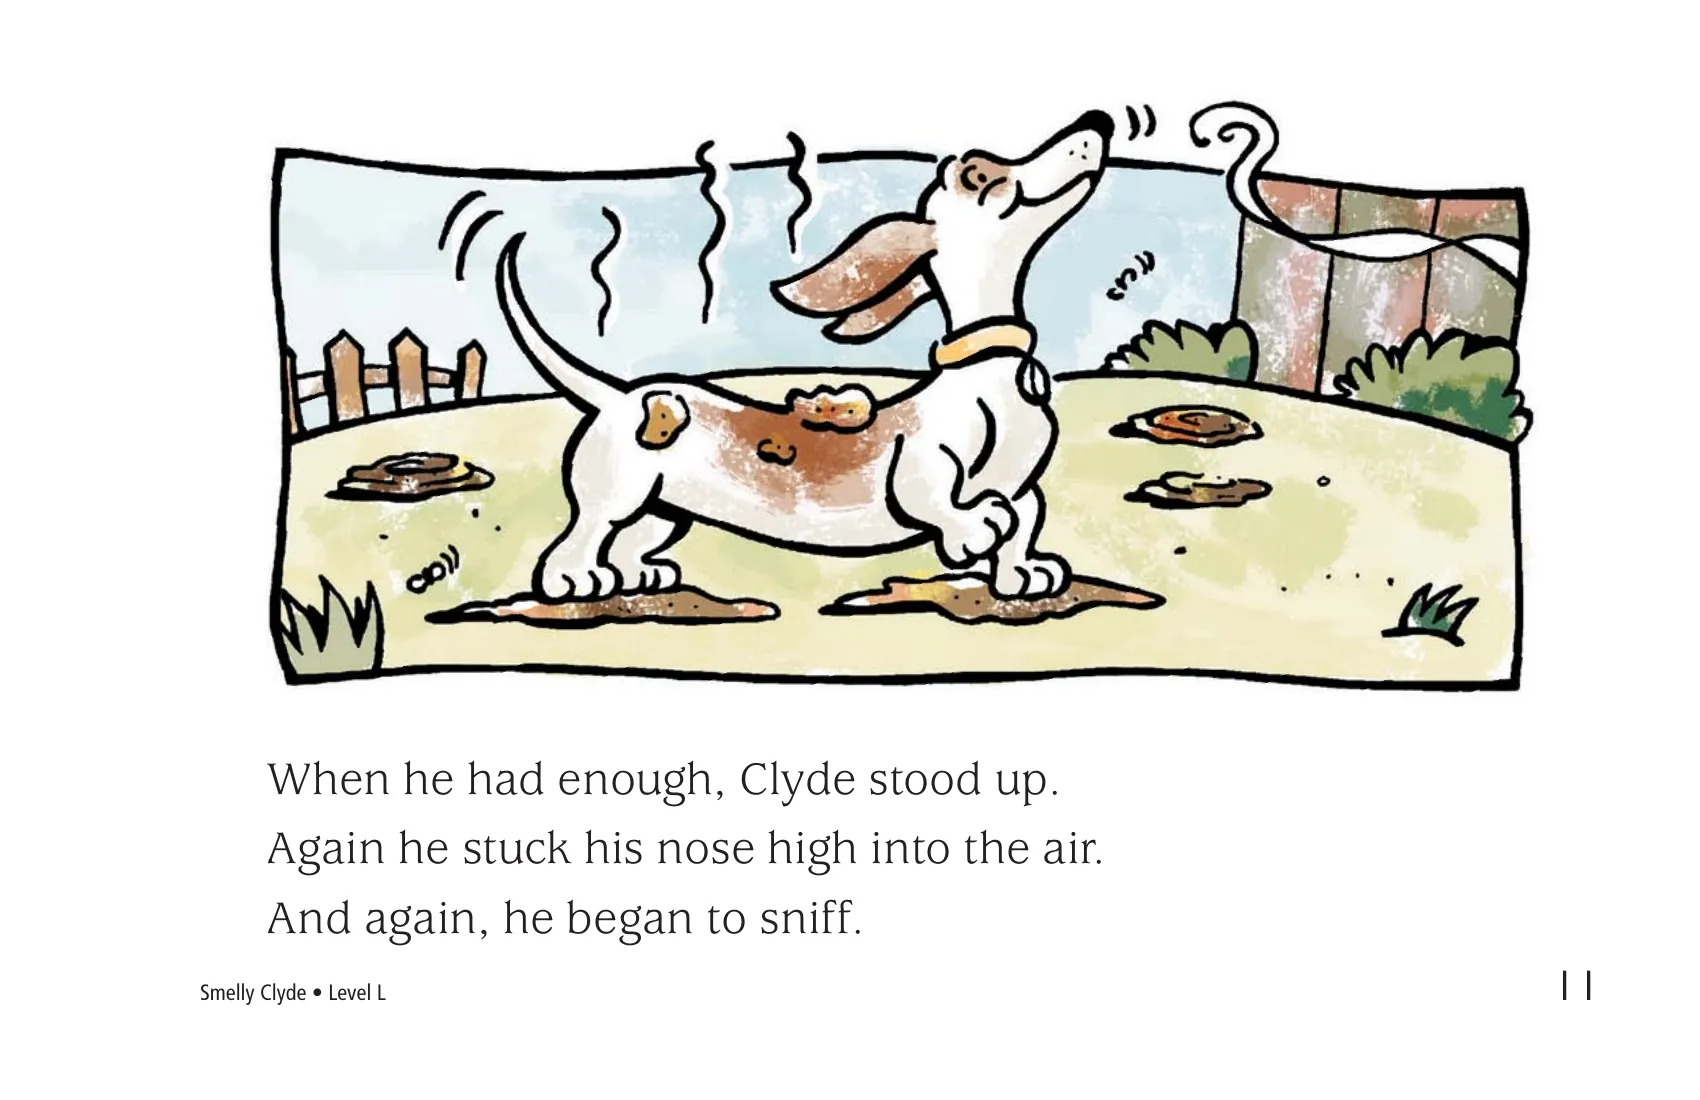 When he had enough, Clyde stood up.
Again he stuck his nose high into the air.
And again, he began to sniff.
Smelly Clyde • Level L
11